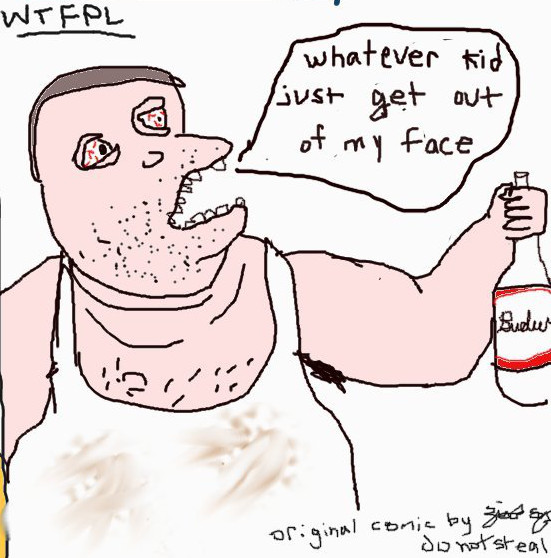 WTFPL
whatever kid
just get out
of my face
Budw
original comic by
do not steal